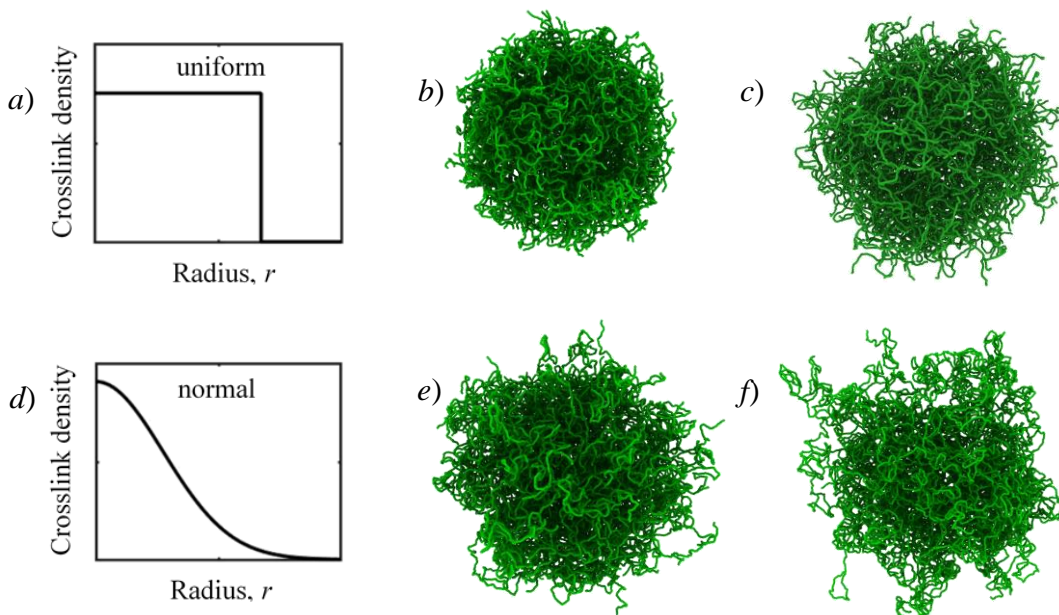 a)
Crosslink density
uniform
Radius, r
b)
c)
d)
Crosslink density
normal
Radius, r
e)
f)